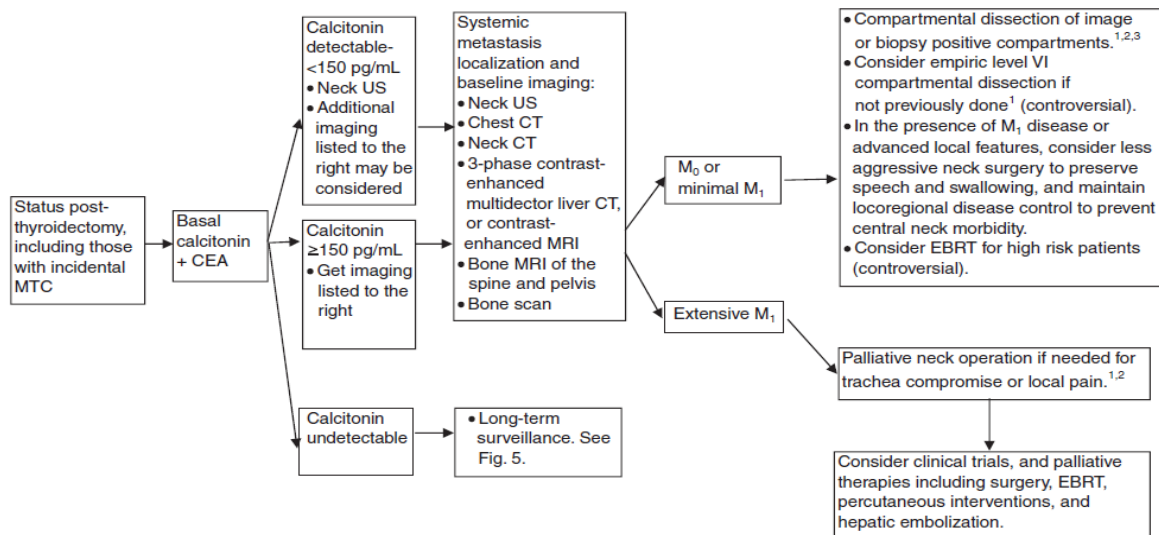 Status post-
thyroidectomy,
including those
with incidental
MTC
Basal
calcitonin
+ CEA
Calcitonin
detectable-
<150 pg/mL
• Neck US
• Additional
imaging
listed to the
right may be
considered
Calcitonin
≥150 pg/mL
• Get imaging
listed to the
right
Calcitonin
undetectable
Systemic
metastasis
localization and
baseline imaging:
• Neck US
• Chest CT
• Neck CT
• 3-phase contrast-
enhanced
multidector liver CT,
or contrast-
enhanced MRI
• Bone MRI of the
spine and pelvis
• Bone scan
• Long-term
surveillance. See
Fig. 5.
M₀ or
minimal M₁
Extensive M₁
• Compartmental dissection of image
or biopsy positive compartments.¹,²,³
• Consider empiric level VI
compartmental dissection if
not previously done¹ (controversial).
• In the presence of M₁ disease or
advanced local features, consider less
aggressive neck surgery to preserve
speech and swallowing, and maintain
locoregional disease control to prevent
central neck morbidity.
• Consider EBRT for high risk patients
(controversial).
Palliative neck operation if needed for
trachea compromise or local pain.¹,²
Consider clinical trials, and palliative
therapies including surgery, EBRT,
percutaneous interventions, and
hepatic embolization.